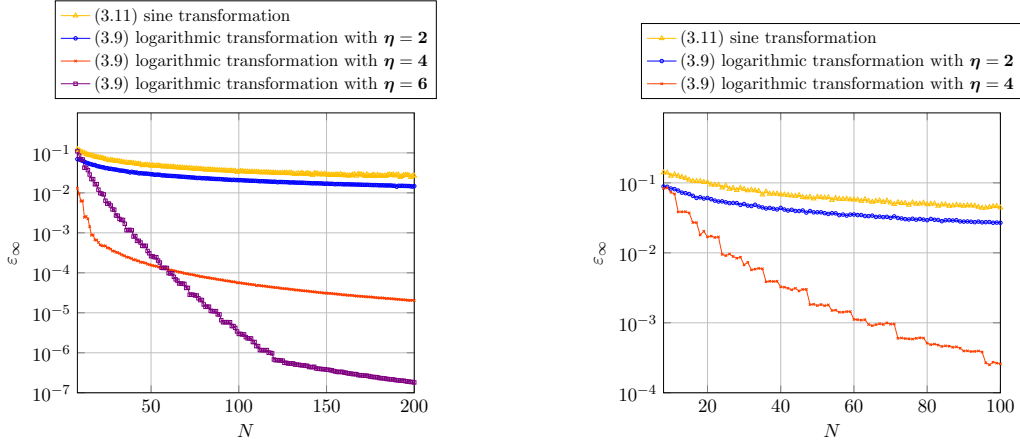 (3.11) sine transformation
(3.9) logarithmic transformation with η = 2
(3.9) logarithmic transformation with η = 4
(3.9) logarithmic transformation with η = 6
10⁻¹
10⁻²
10⁻³
10⁻⁴
10⁻⁵
10⁻⁶
10⁻⁷
ε∞
50
100
150
200
N
(3.11) sine transformation
(3.9) logarithmic transformation with η = 2
(3.9) logarithmic transformation with η = 4
10⁻¹
10⁻²
10⁻³
10⁻⁴
ε∞
20
40
60
80
100
N